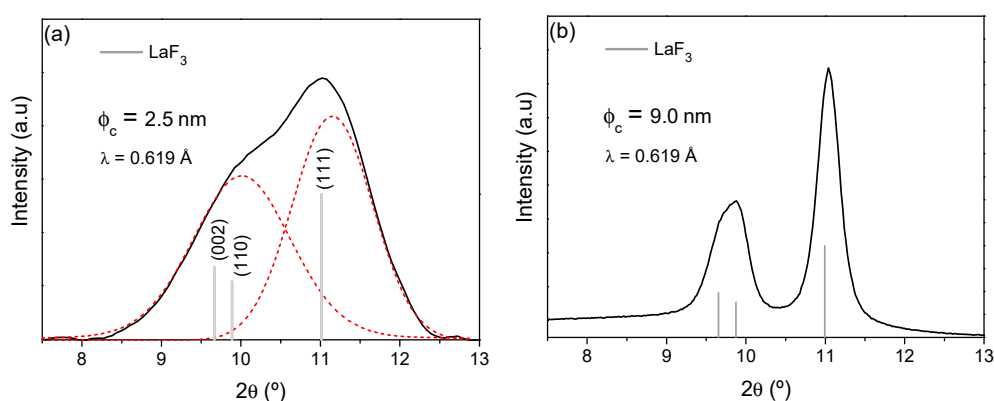 (a)
LaF₃
ϕc = 2.5 nm
λ = 0.619 Å
(002)
(110)
(111)
Intensity (a.u)
8 9 10 11 12 13
2θ (º)
(b)
LaF₃
ϕc = 9.0 nm
λ = 0.619 Å
Intensity (a.u)
8 9 10 11 12 13
2θ (º)